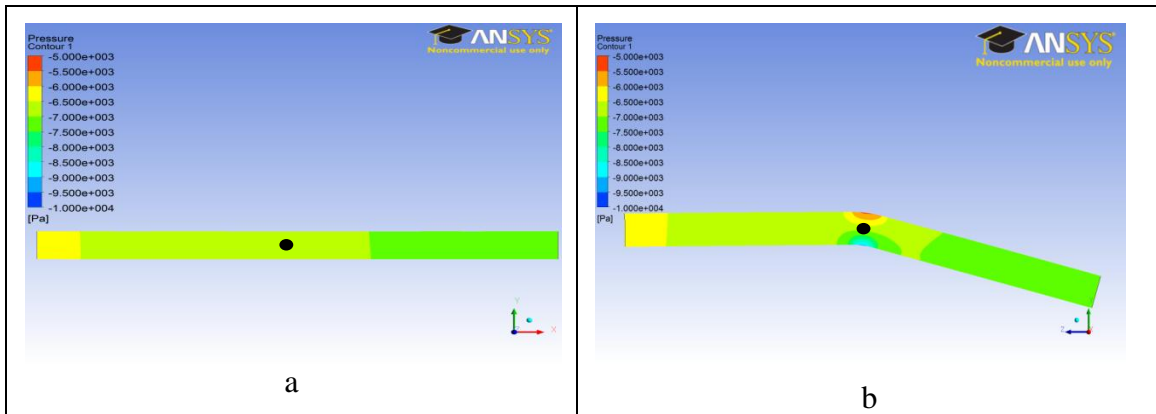 Pressure
Contour 1
-5.000e+003
-5.500e+003
-6.000e+003
-6.500e+003
-7.000e+003
-7.500e+003
-8.000e+003
-8.500e+003
-9.000e+003
-9.500e+003
-1.000e+004
[Pa]
ANSYS
Noncommercial use only
Y
X
a
Pressure
Contour 1
-5.000e+003
-5.500e+003
-6.000e+003
-6.500e+003
-7.000e+003
-7.500e+003
-8.000e+003
-8.500e+003
-9.000e+003
-9.500e+003
-1.000e+004
[Pa]
ANSYS
Noncommercial use only
Z
b